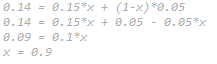 0.14 = 0.15*x + (1-x)*0.05
0.14 = 0.15*x + 0.05 - 0.05*x
0.09 = 0.1*x
x = 0.9